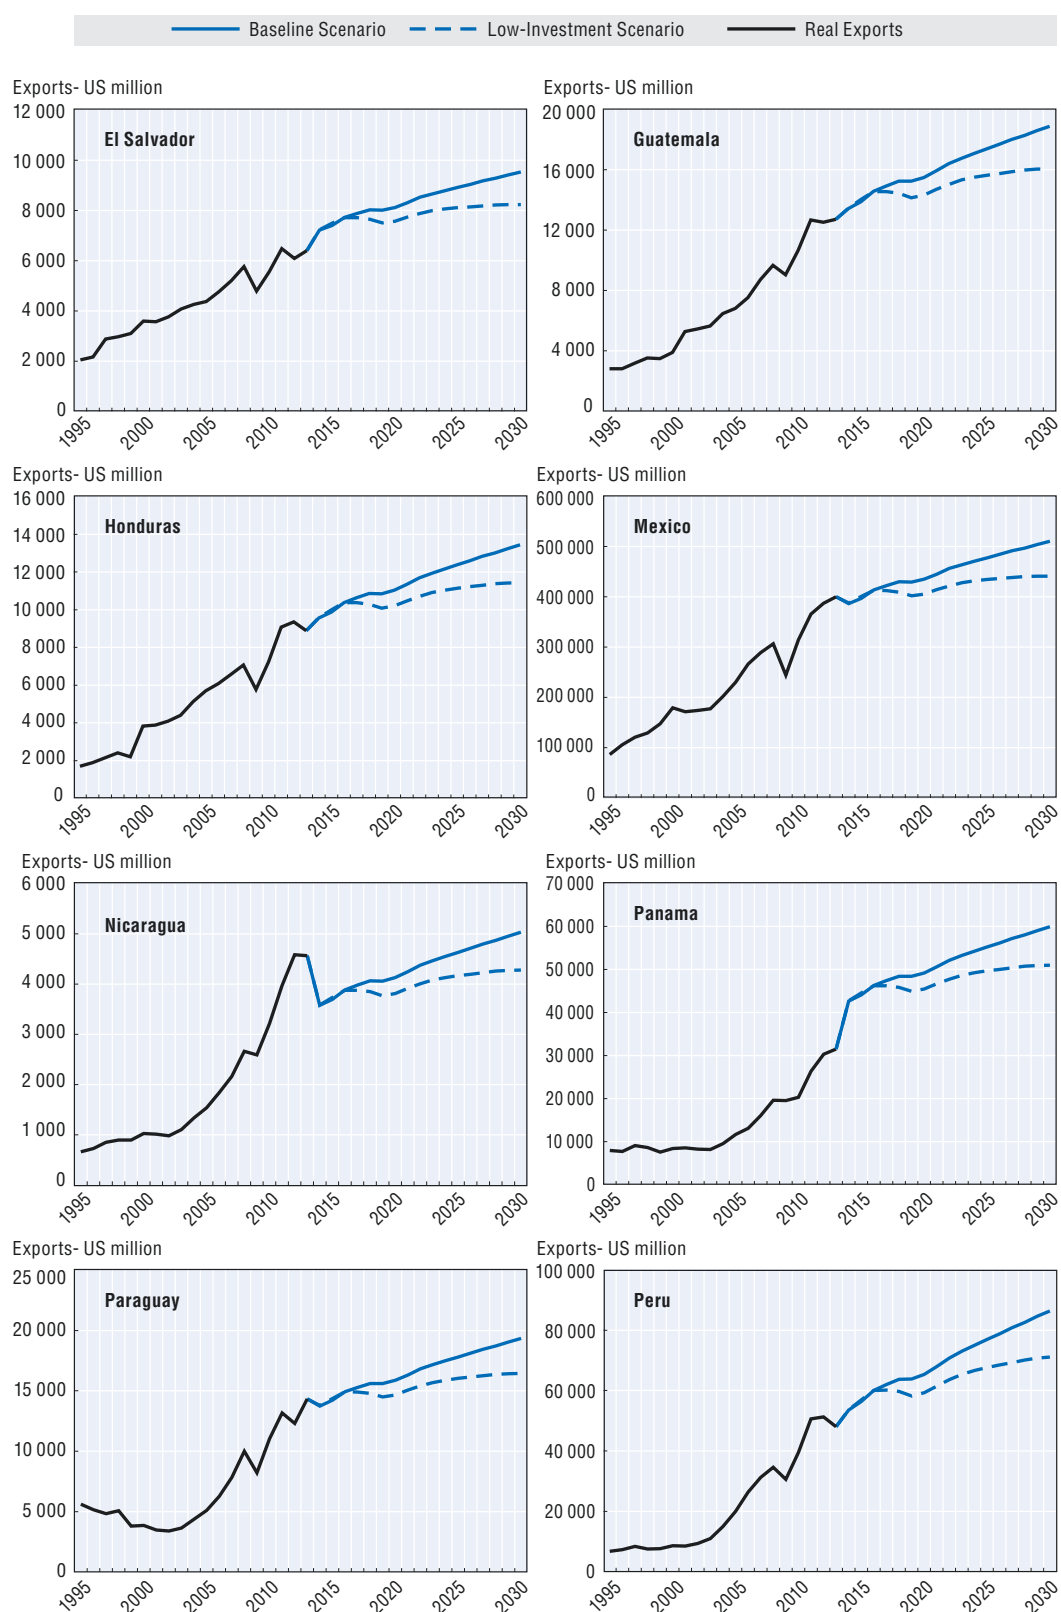 Baseline Scenario Low-Investment Scenario Real Exports
Exports- US million
El Salvador
12 000
10 000
8 000
6 000
4 000
2 000
0
1995 2000 2005 2010 2015 2020 2025 2030
Exports- US million
Guatemala
20 000
16 000
12 000
8 000
4 000
0
1995 2000 2005 2010 2015 2020 2025 2030
Exports- US million
Honduras
16 000
14 000
12 000
10 000
8 000
6 000
4 000
2 000
0
1995 2000 2005 2010 2015 2020 2025 2030
Exports- US million
Mexico
600 000
500 000
400 000
300 000
200 000
100 000
0
1995 2000 2005 2010 2015 2020 2025 2030
Exports- US million
Nicaragua
6 000
5 000
4 000
3 000
2 000
1 000
0
1995 2000 2005 2010 2015 2020 2025 2030
Exports- US million
Panama
70 000
60 000
50 000
40 000
30 000
20 000
10 000
0
1995 2000 2005 2010 2015 2020 2025 2030
Exports- US million
Paraguay
25 000
20 000
15 000
10 000
5 000
0
1995 2000 2005 2010 2015 2020 2025 2030
Exports- US million
Peru
100 000
80 000
60 000
40 000
20 000
0
1995 2000 2005 2010 2015 2020 2025 2030